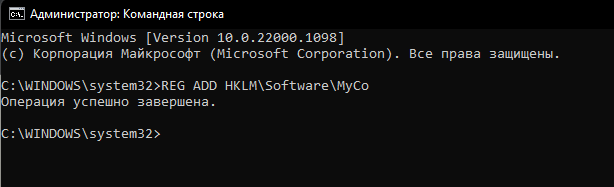 Администратор: Командная строка
Microsoft Windows [Version 10.0.22000.1098]
(c) Корпорация Майкрософт (Microsoft Corporation). Все права защищены.
C:\WINDOWS\system32>REG ADD HKLM\Software\MyCo
Операция успешно завершена.
C:\WINDOWS\system32>